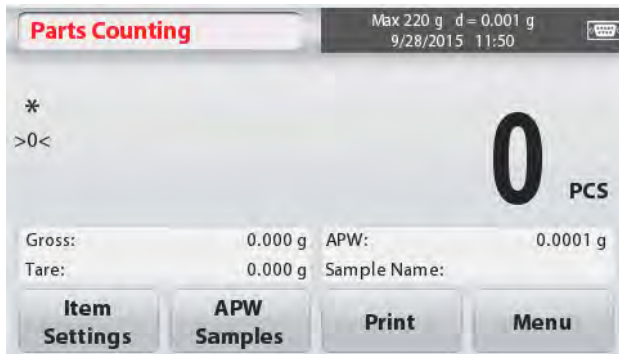 Parts Counting
Max 220 g d = 0.001 g
9/28/2015 11:50
*
>0<
0 PCS
Gross: 0.000 g APW: 0.0001 g
Tare: 0.000 g Sample Name:
Item Settings
APW Samples
Print
Menu